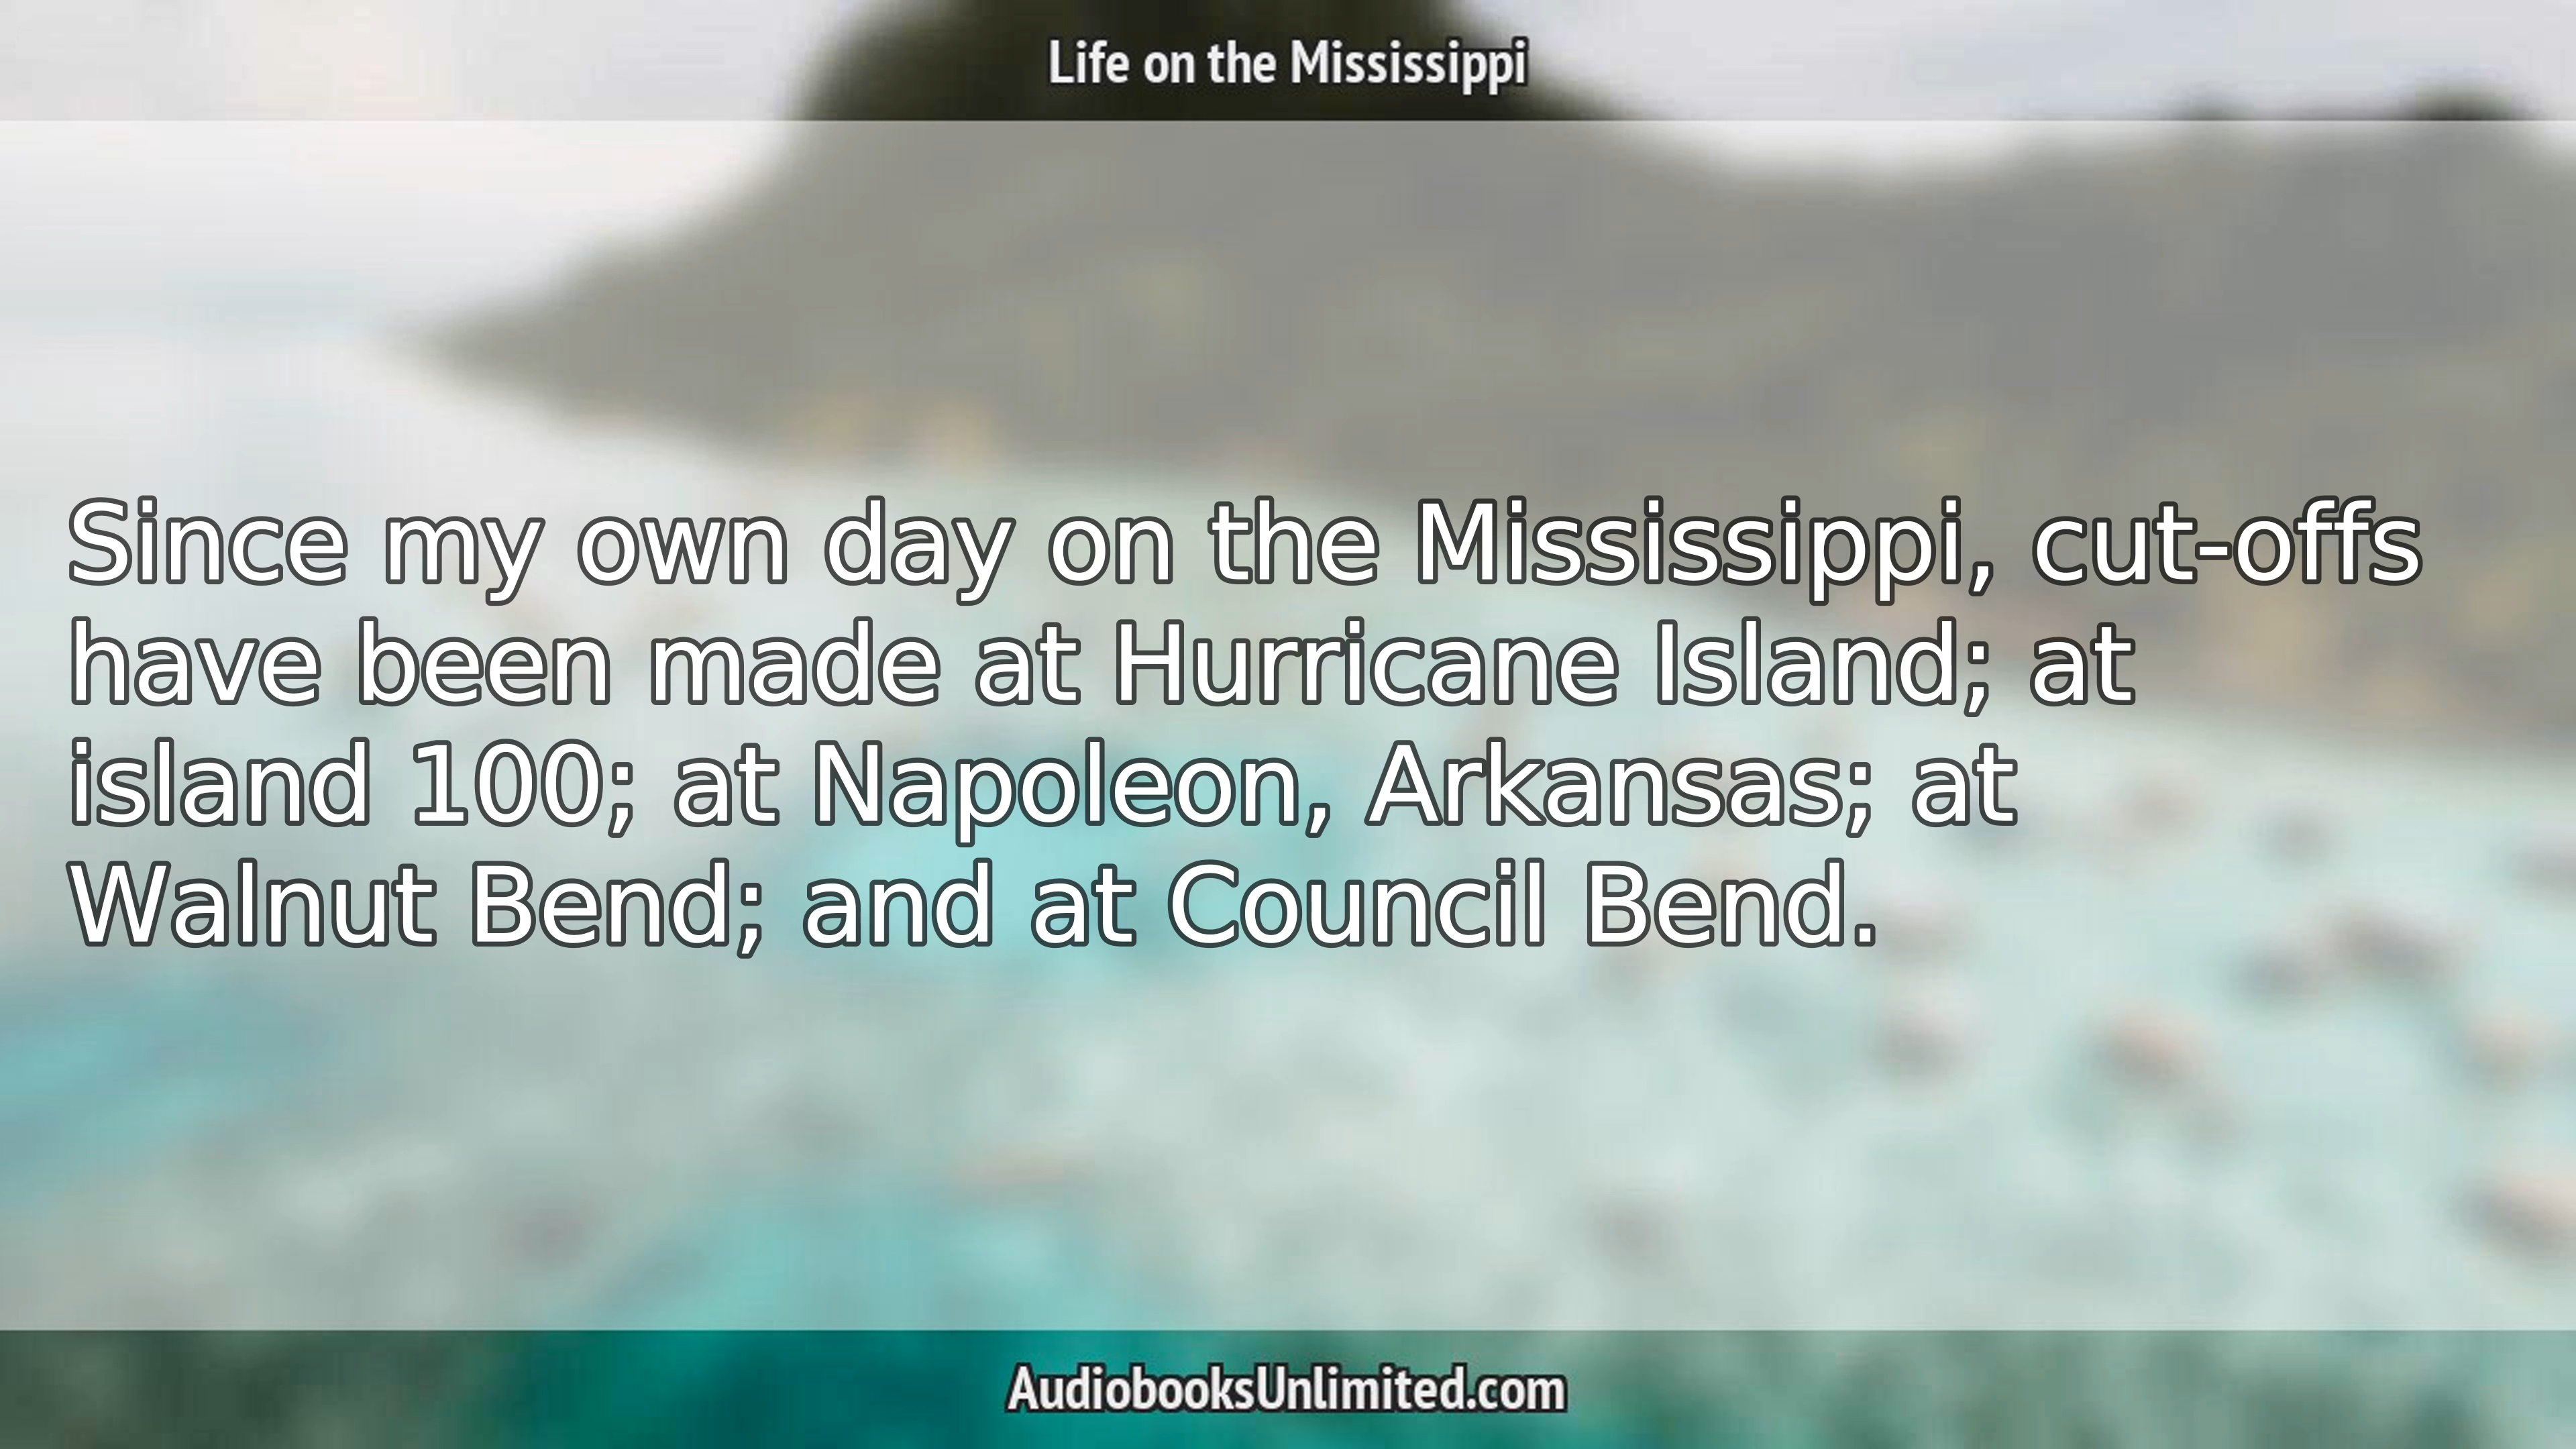 Life on the Mississippi
Since my own day on the Mississippi, cut-offs
have been made at Hurricane Island; at
island 100; at Napoleon, Arkansas; at
Walnut Bend; and at Council Bend.
AudiobooksUnlimited.com